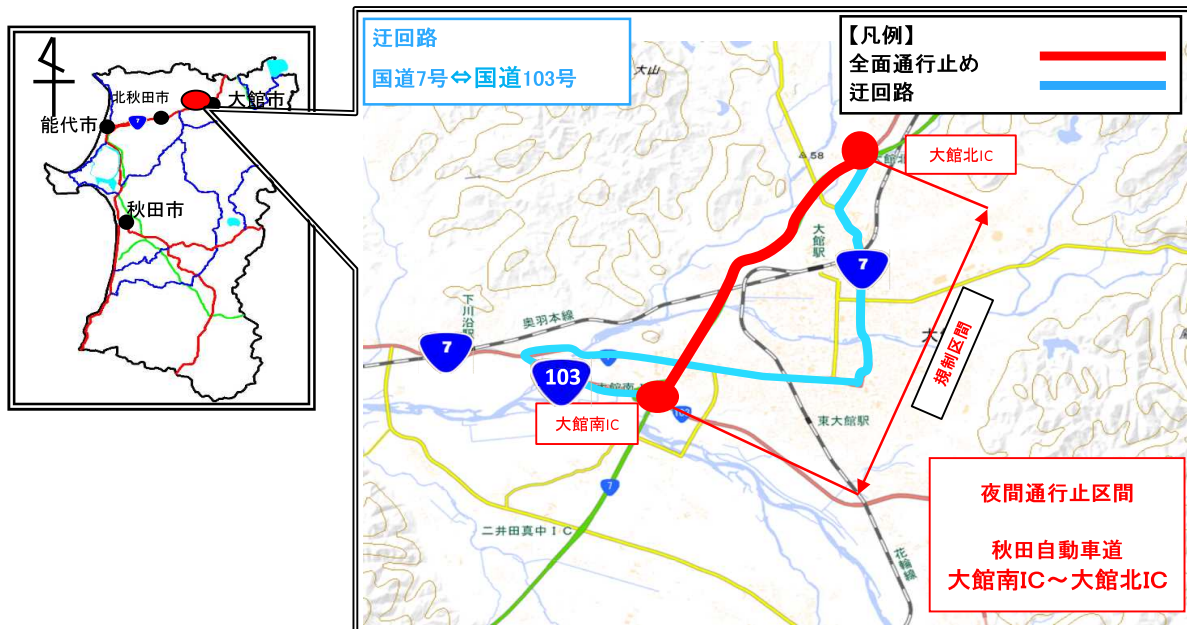 北秋田市
大館市
能代市
7
秋田市
迂回路
国道7号⇔国道103号
【凡例】
全面通行止め
迂回路
大山
58
大館北IC
大館駅
7
下川沿駅
奥羽本線
7
103
大館南IC
規制区間
東大館駅
7
二井田真中IC
花輪線
夜間通行止区間
秋田自動車道
大館南IC～大館北IC